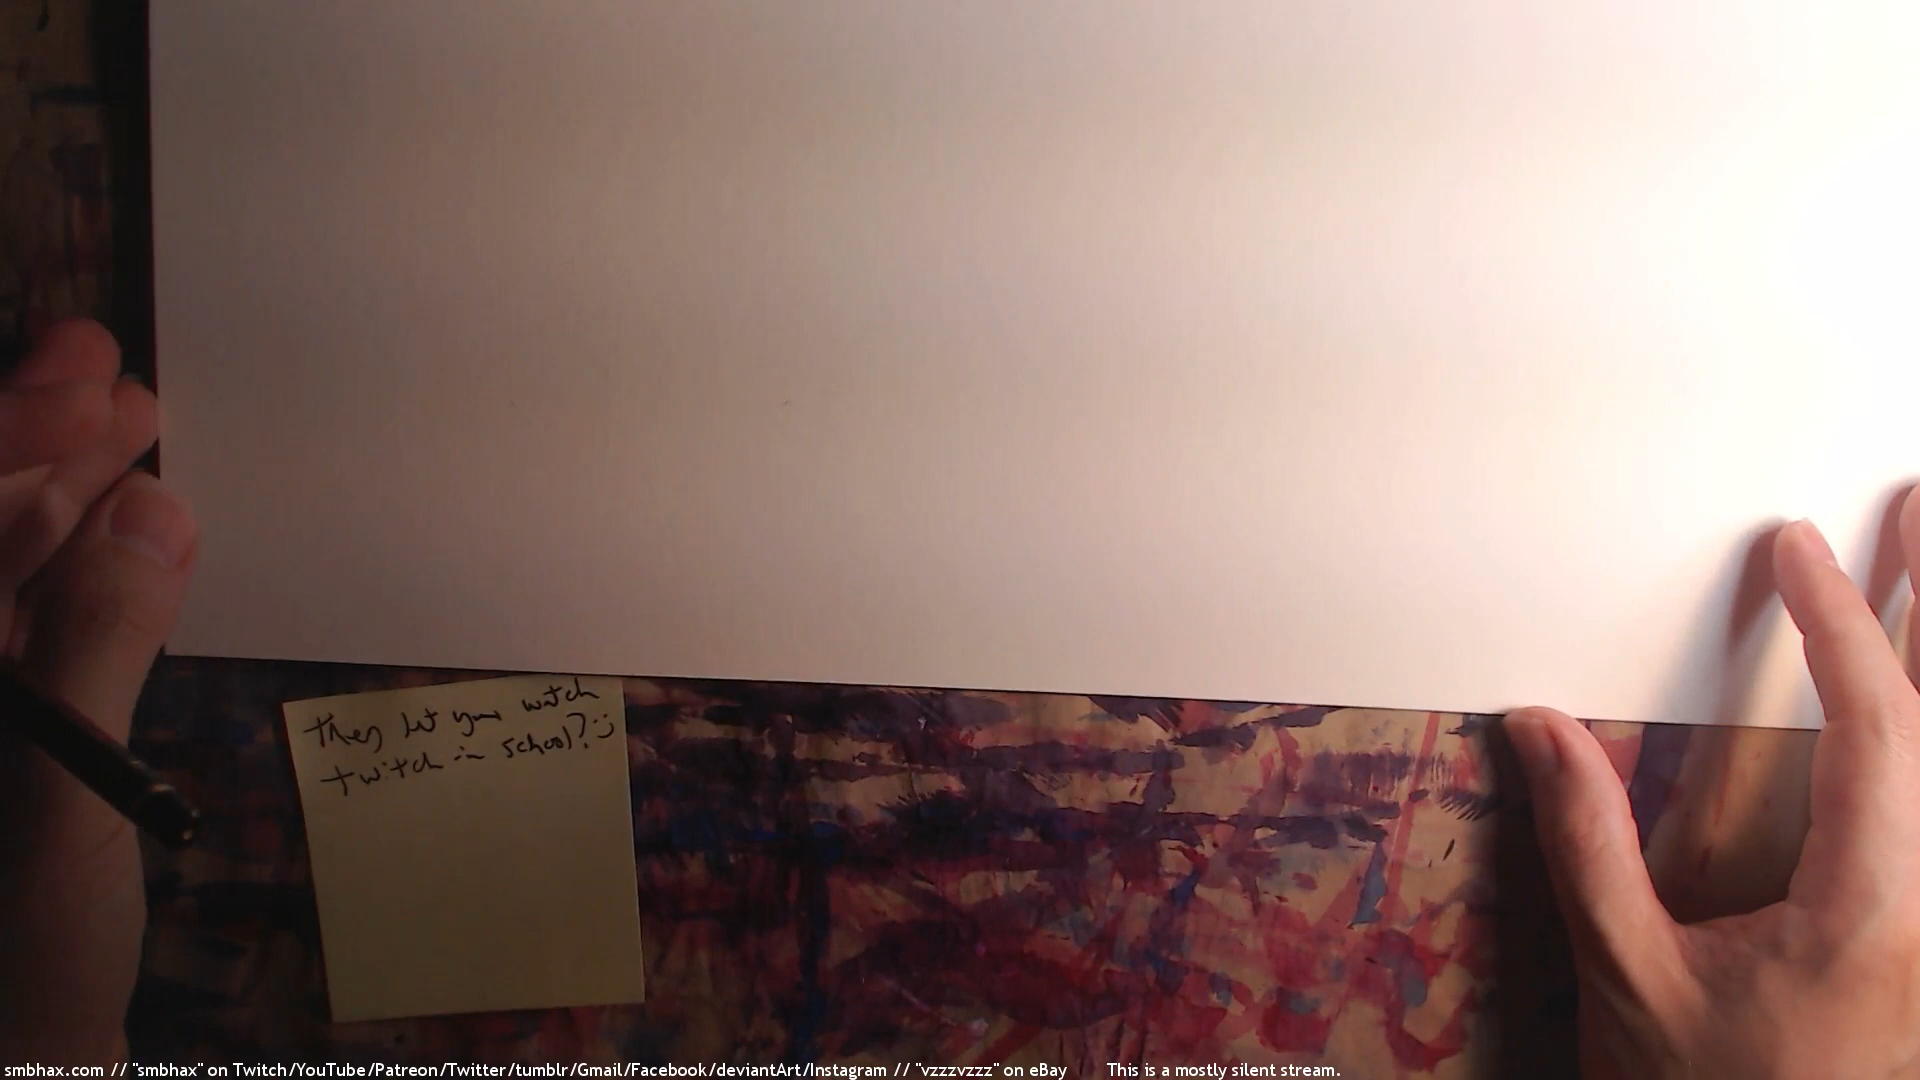 they let you watch
twitch in school? :)
smbhax.com // "smbhax" on Twitch/YouTube/Patreon/Twitter/tumblr/Gmail/Facebook/deviantArt/Instagram // "vzzzvzzz" on eBay This is a mostly silent stream.